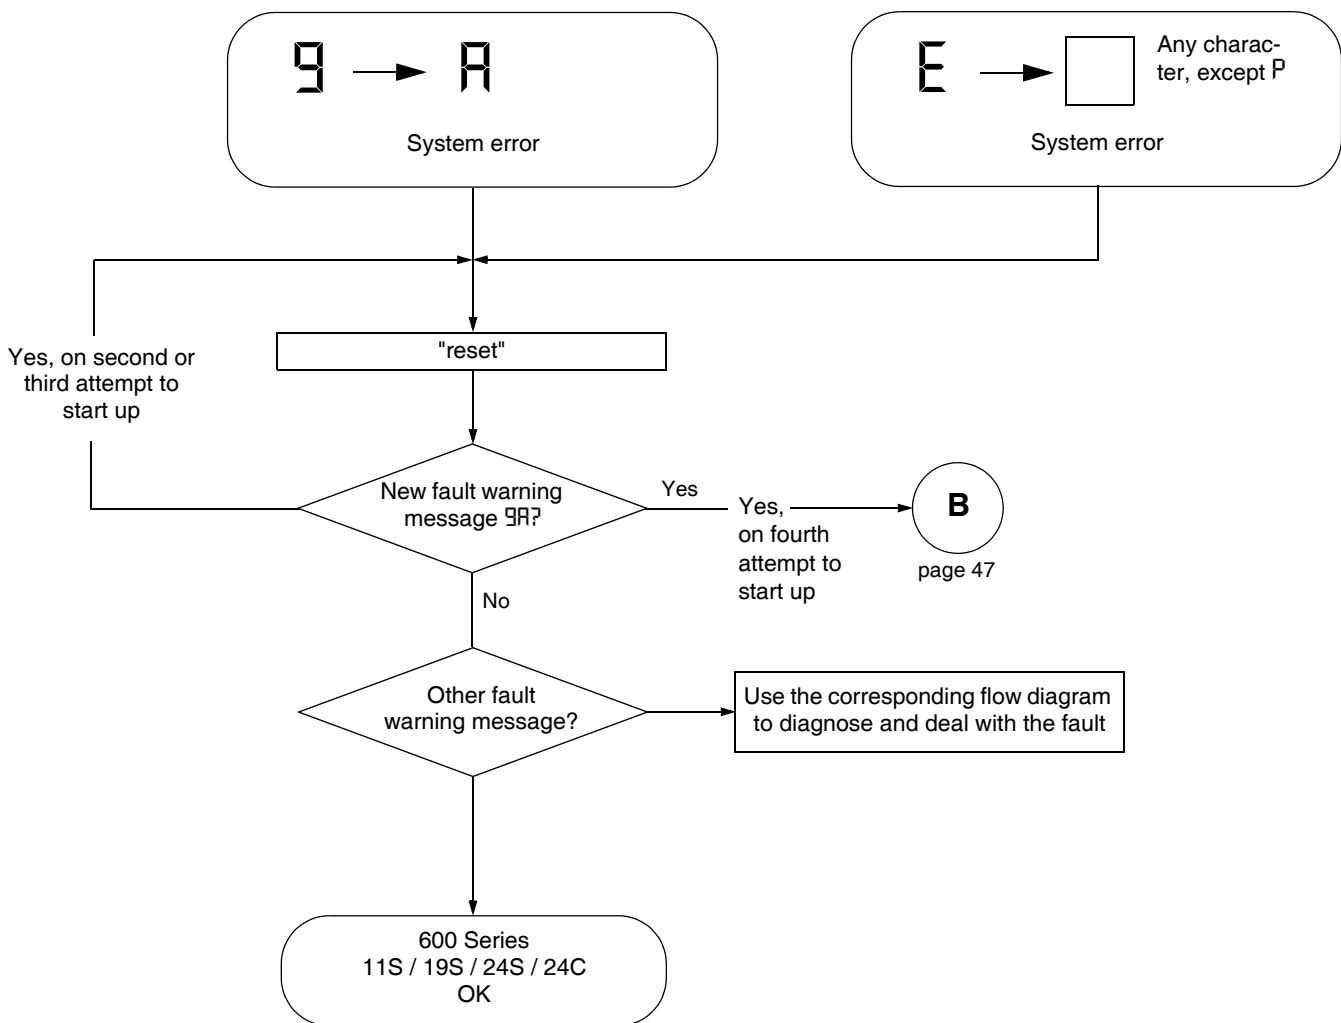 9 A
System error
E
Any charac-
ter, except P
System error
Yes, on second or
third attempt to
start up
"reset"
New fault warning
message 9A?
Yes
Yes,
on fourth
attempt to
start up
B
page 47
No
Other fault
warning message?
Use the corresponding flow diagram
to diagnose and deal with the fault
600 Series
11S / 19S / 24S / 24C
OK